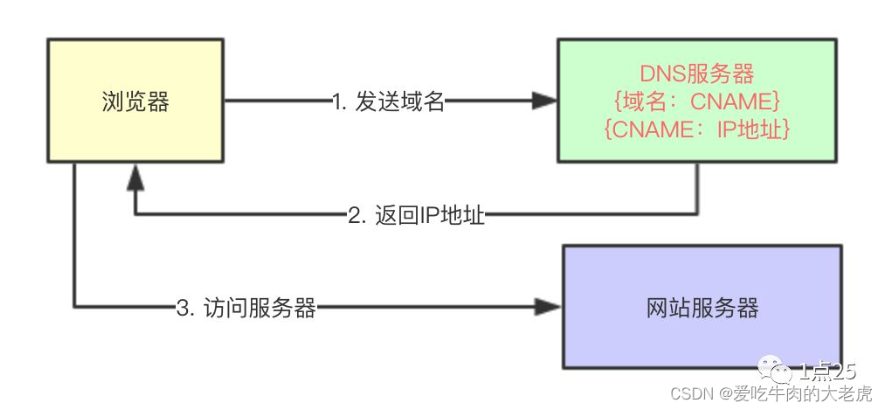 浏览器
1. 发送域名
DNS服务器
{域名：CNAME}
{CNAME：IP地址}
2. 返回IP地址
3. 访问服务器
网站服务器
1点25
CSDN @爱吃牛肉的大老虎